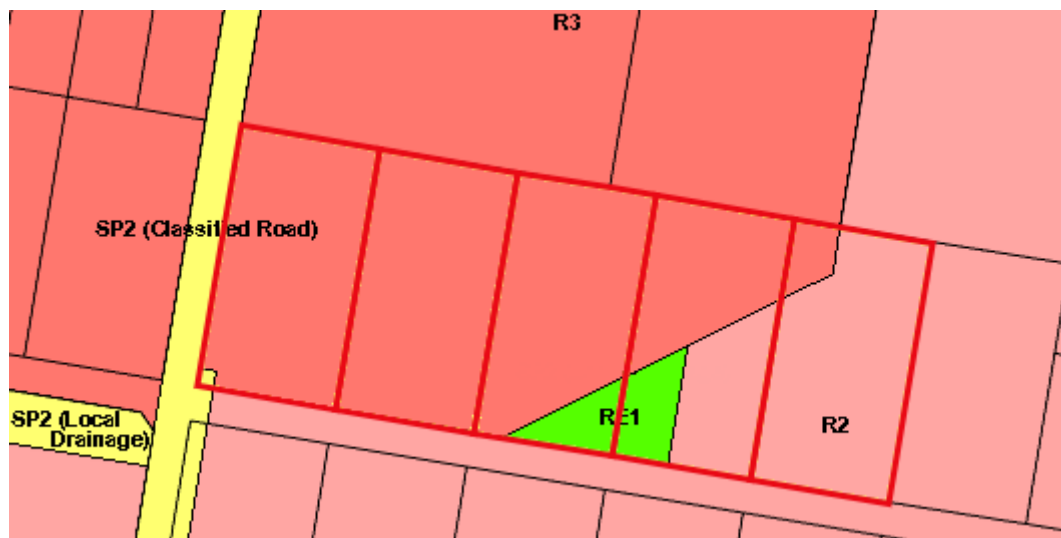 R3
SP2 (Classified Road)
SP2 (Local
Drainage)
RE1
R2